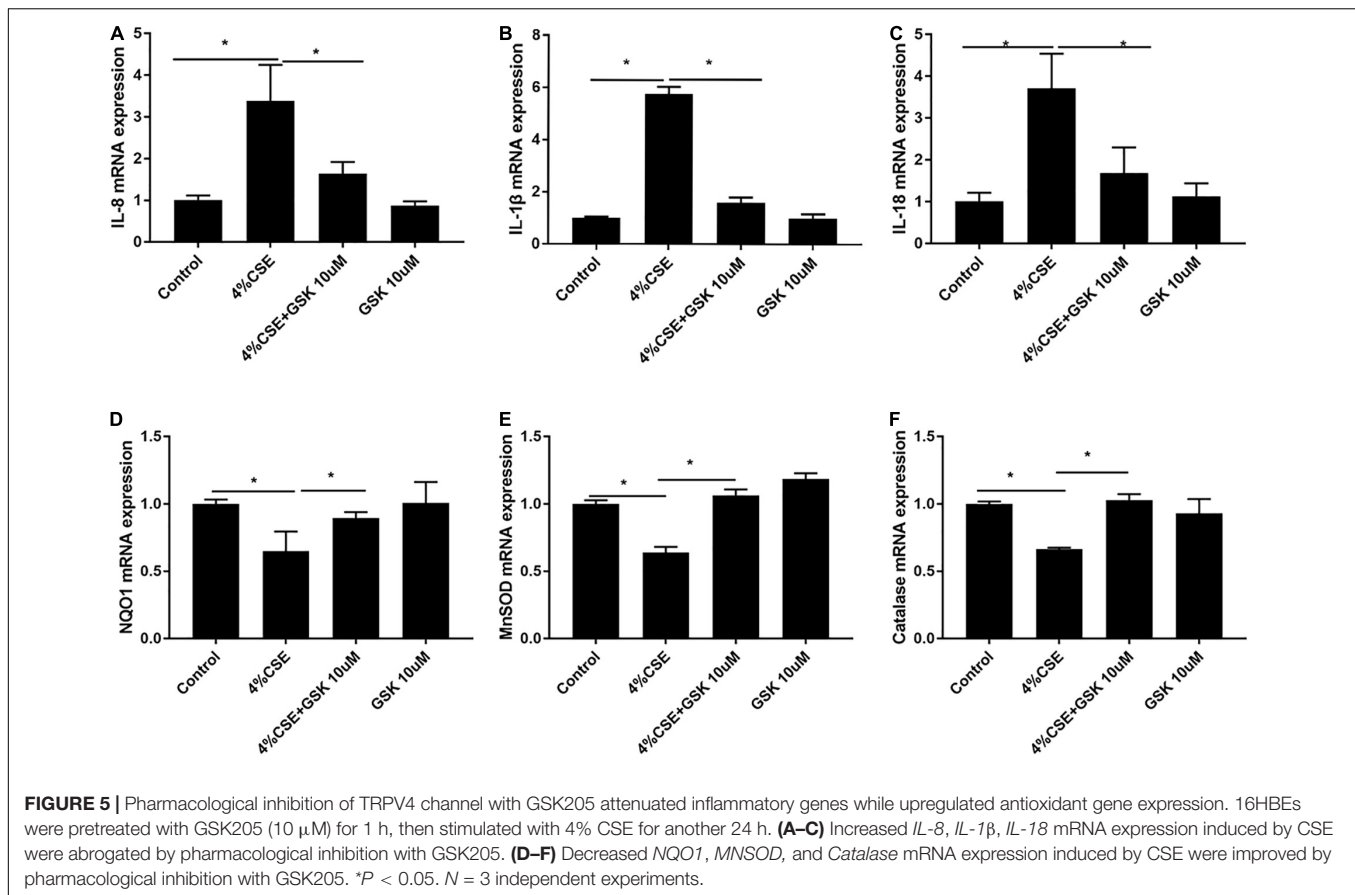 A
IL-8 mRNA expression
5
4
3
2
1
0
*
*
Control
4%CSE
4%CSE+GSK 10uM
GSK 10uM
B
IL-1β mRNA expression
8
6
4
2
0
*
*
Control
4%CSE
4%CSE+GSK 10uM
GSK 10uM
C
IL-18 mRNA expression
5
4
3
2
1
0
*
*
Control
4%CSE
4%CSE+GSK 10uM
GSK 10uM
D
NQO1 mRNA expression
1.5
1.0
0.5
0.0
*
*
Control
4%CSE
4%CSE+GSK 10uM
GSK 10uM
E
MnSOD mRNA expression
1.5
1.0
0.5
0.0
*
*
Control
4%CSE
4%CSE+GSK 10uM
GSK 10uM
F
Catalase mRNA expression
1.5
1.0
0.5
0.0
*
*
Control
4%CSE
4%CSE+GSK 10uM
GSK 10uM
FIGURE 5 | Pharmacological inhibition of TRPV4 channel with GSK205 attenuated inflammatory genes while upregulated antioxidant gene expression. 16HBEs
were pretreated with GSK205 (10 μM) for 1 h, then stimulated with 4% CSE for another 24 h. (A–C) Increased IL-8, IL-1β, IL-18 mRNA expression induced by CSE
were abrogated by pharmacological inhibition with GSK205. (D–F) Decreased NQO1, MNSOD, and Catalase mRNA expression induced by CSE were improved by
pharmacological inhibition with GSK205. *P < 0.05. N = 3 independent experiments.